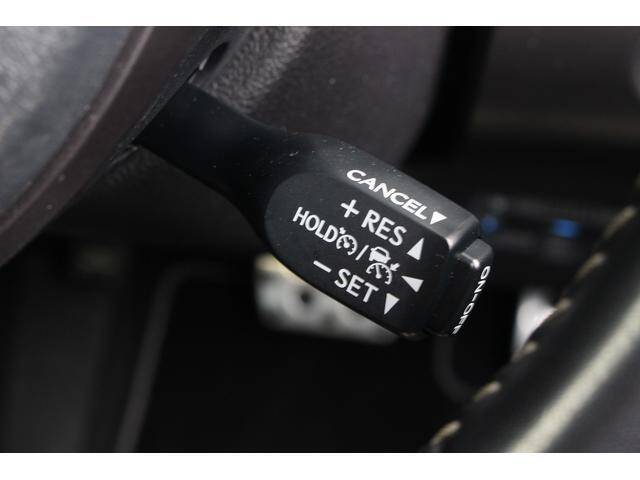 CANCEL▼
+ RES ▲
HOLD /
− SET ▼
ON-OFF